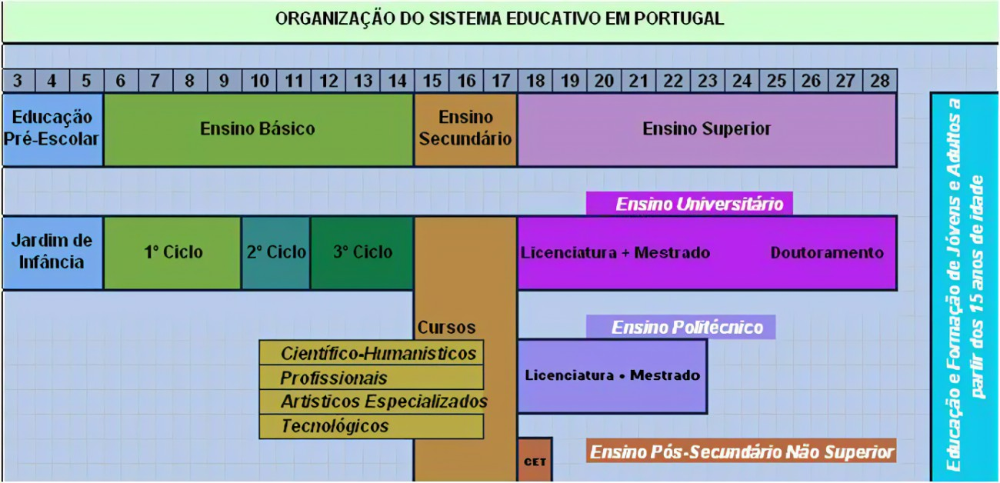 ORGANIZAÇÃO DO SISTEMA EDUCATIVO EM PORTUGAL
3 4 5 6 7 8 9 10 11 12 13 14 15 16 17 18 19 20 21 22 23 24 25 26 27 28
Educação
Pré-Escolar
Ensino Básico
Ensino
Secundário
Ensino Superior
Ensino Universitário
Jardim de
Infância
1º Ciclo
2º Ciclo
3º Ciclo
Licenciatura + Mestrado
Doutoramento
Cursos
Científico-Humanísticos
Profissionais
Artísticos Especializados
Tecnológicos
Ensino Politécnico
Licenciatura • Mestrado
CET
Ensino Pós-Secundário Não Superior
Educação e Formação de Jóvens e Adultos a
partir dos 15 anos de idade